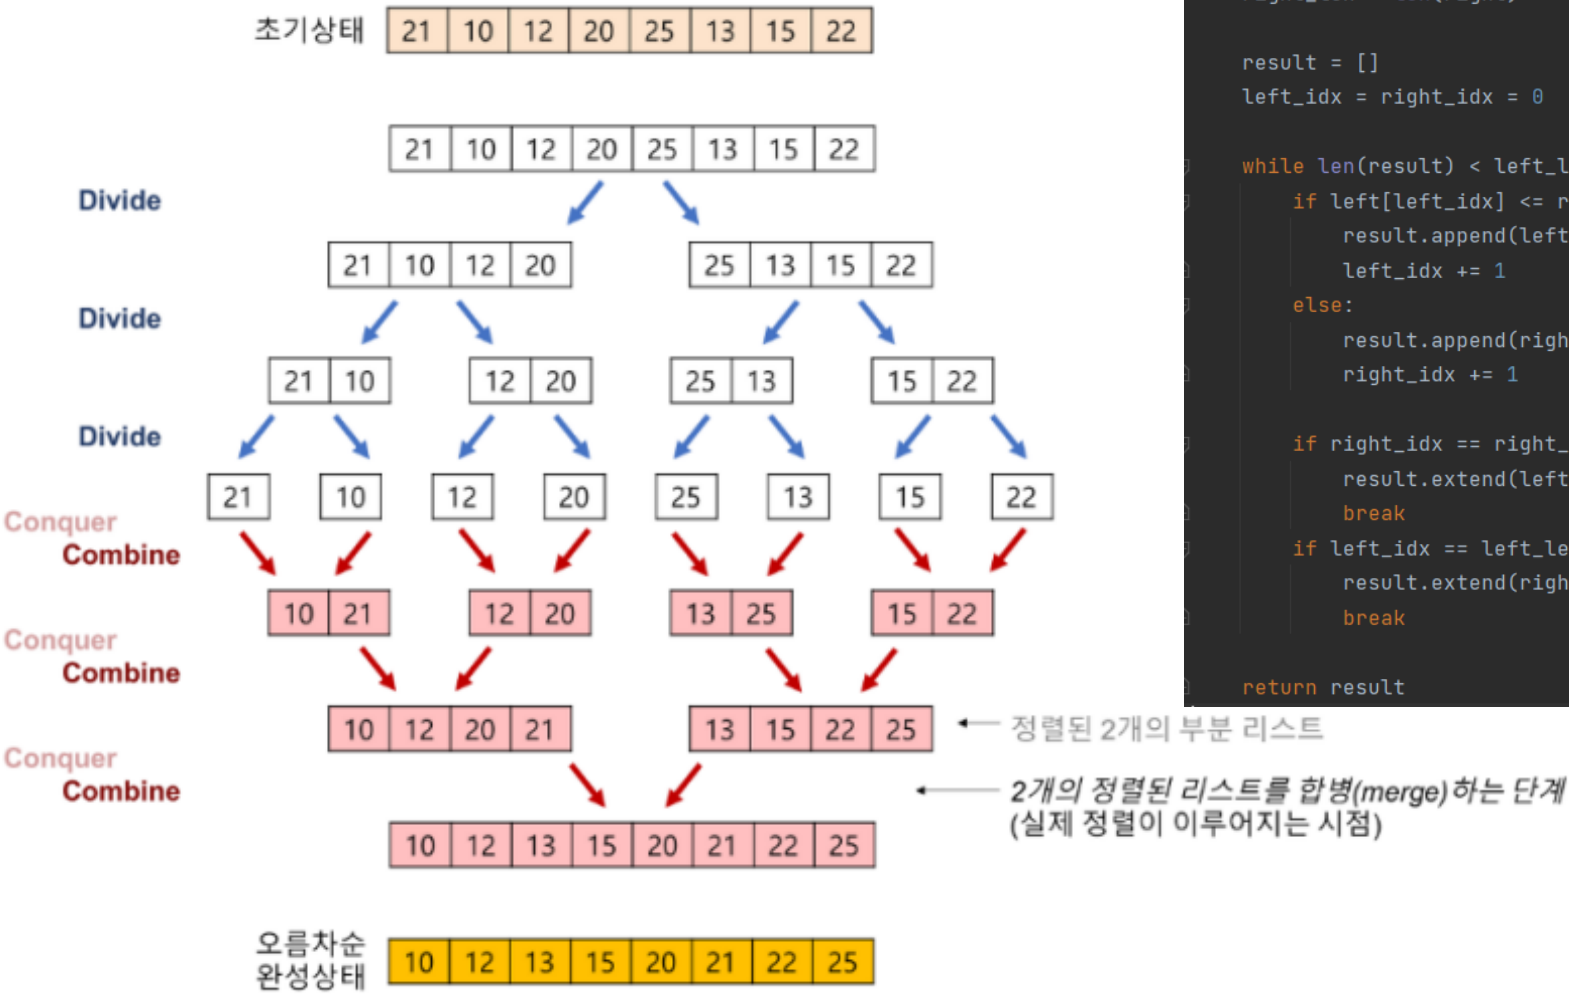 초기상태 21 10 12 20 25 13 15 22
21 10 12 20 25 13 15 22
Divide
21 10 12 20 25 13 15 22
Divide
21 10 12 20 25 13 15 22
Divide
21 10 12 20 25 13 15 22
Conquer
Combine
10 21 12 20 13 25 15 22
Conquer
Combine
10 12 20 21 13 15 22 25
정렬된 2개의 부분 리스트
Conquer
Combine
2개의 정렬된 리스트를 합병(merge)하는 단계
(실제 정렬이 이루어지는 시점)
10 12 13 15 20 21 22 25
오름차순
완성상태
10 12 13 15 20 21 22 25
result = []
left_idx = right_idx = 0
while len(result) < left_l
if left[left_idx] <= r
result.append(left
left_idx += 1
else:
result.append(righ
right_idx += 1
if right_idx == right_
result.extend(left
break
if left_idx == left_le
result.extend(righ
break
return result